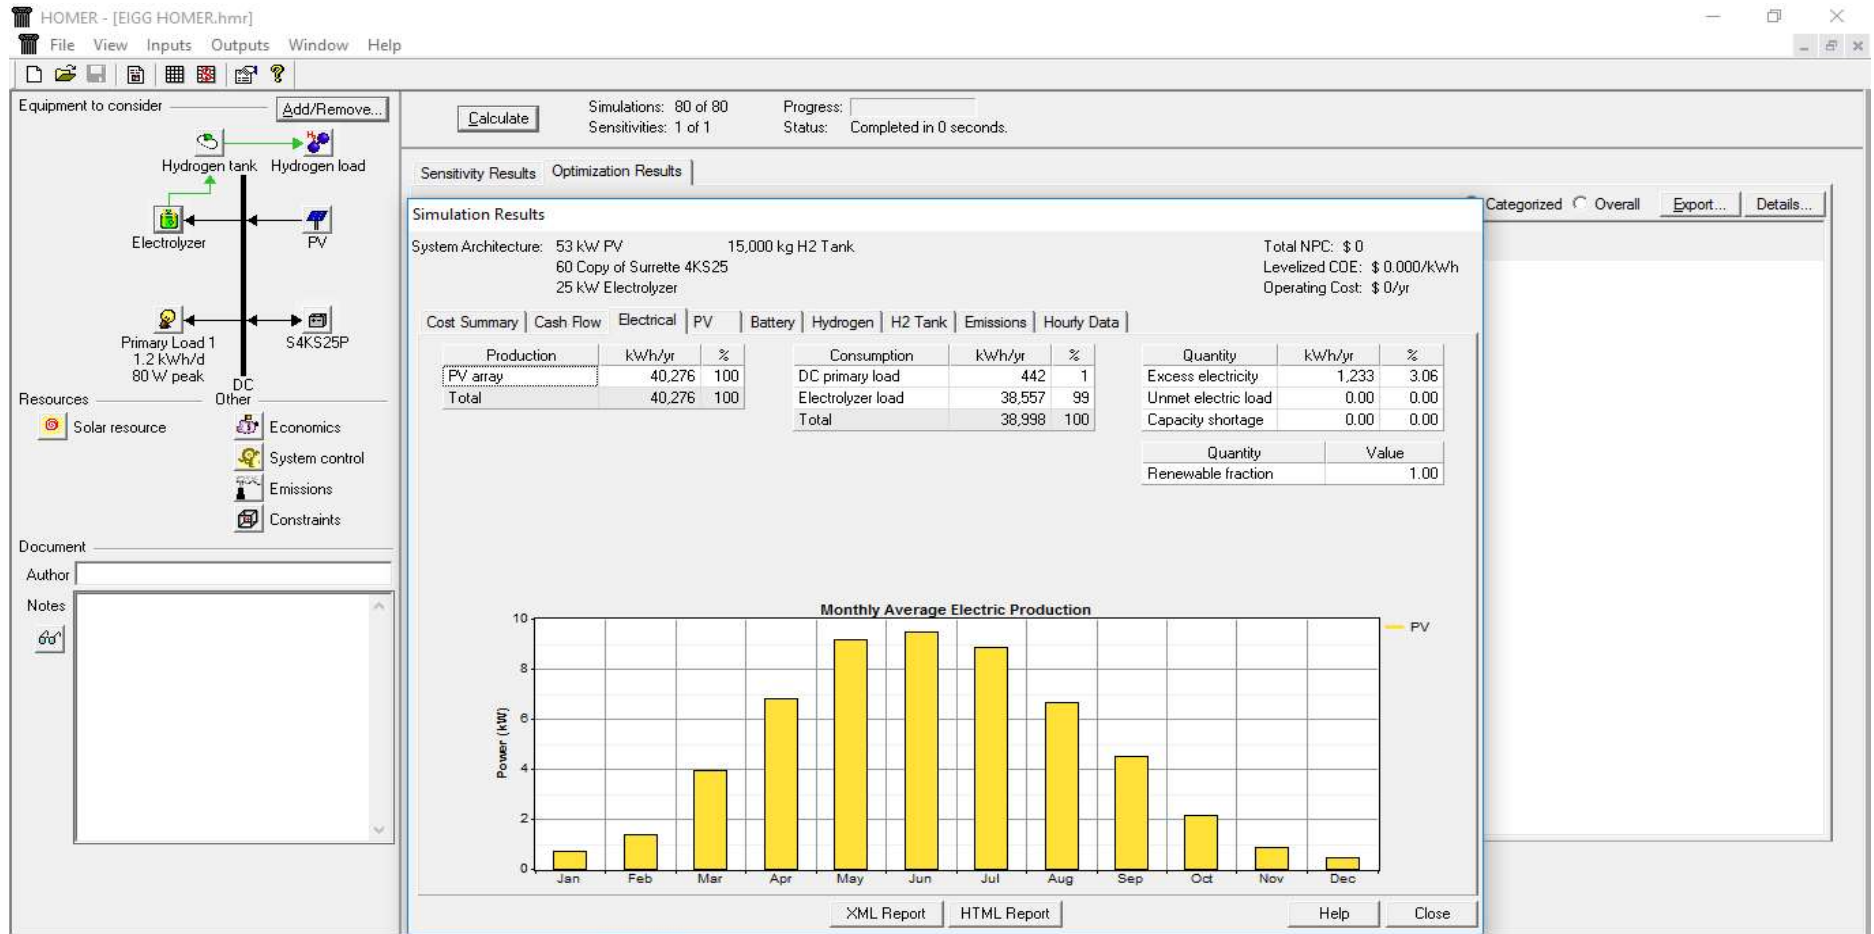 HOMER - [EIGG HOMER.hmr]
File View Inputs Outputs Window Help
Equipment to consider
Add/Remove...
Hydrogen tank
Hydrogen load
Electrolyzer
PV
Primary Load 1
1.2 kWh/d
80 W peak
S4KS25P
DC
Resources
Other
Solar resource
Economics
System control
Emissions
Constraints
Document
Author
Notes
Calculate
Simulations: 80 of 80
Sensitivities: 1 of 1
Progress:
Status: Completed in 0 seconds.
Sensitivity Results
Optimization Results
Categorized
Overall
Export...
Details...
Simulation Results
System Architecture: 53 kW PV 15,000 kg H2 Tank
60 Copy of Surrette 4KS25
25 kW Electrolyzer
Total NPC: $ 0
Levelized COE: $ 0.000/kWh
Operating Cost: $ 0/yr
Cost Summary Cash Flow Electrical PV Battery Hydrogen H2 Tank Emissions Hourly Data
Production kWh/yr %
PV array 40,276 100
Total 40,276 100
Consumption kWh/yr %
DC primary load 442 1
Electrolyzer load 38,557 99
Total 38,998 100
Quantity kWh/yr %
Excess electricity 1,233 3.06
Unmet electric load 0.00 0.00
Capacity shortage 0.00 0.00
Quantity Value
Renewable fraction 1.00
Monthly Average Electric Production
Power (kW)
10
8
6
4
2
0
Jan Feb Mar Apr May Jun Jul Aug Sep Oct Nov Dec
PV
XML Report
HTML Report
Help
Close